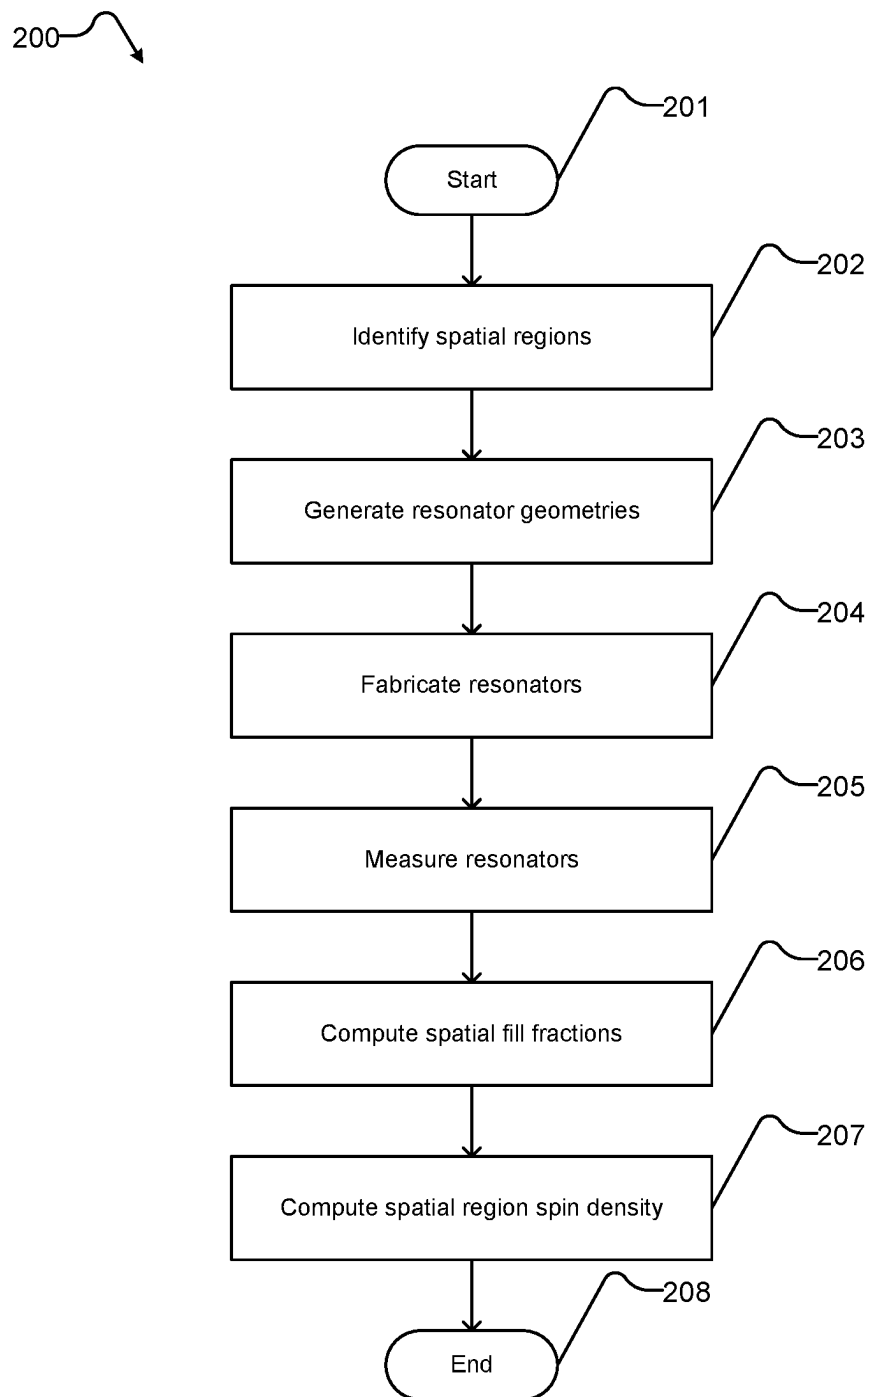 200
201
Start
202
Identify spatial regions
203
Generate resonator geometries
204
Fabricate resonators
205
Measure resonators
206
Compute spatial fill fractions
207
Compute spatial region spin density
208
End